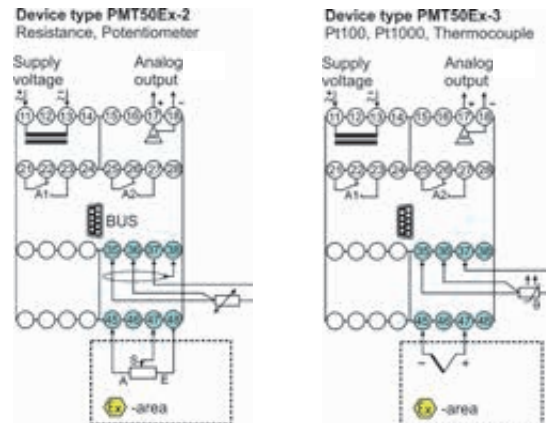 Device type PMT50Ex-2
Resistance, Potentiometer
Supply voltage
Analog output
+
-
11 12 13 14 15 16 17 18
21 22 23 24 25 26 27 28
A1
A2
BUS
35 36 37 38
45 46 47 48
S
A E
Ex -area
Device type PMT50Ex-3
Pt100, Pt1000, Thermocouple
Supply voltage
Analog output
+
-
11 12 13 14 15 16 17 18
21 22 23 24 25 26 27 28
A1
A2
35 36 37 38
45 46 47 48
- +
Ex -area